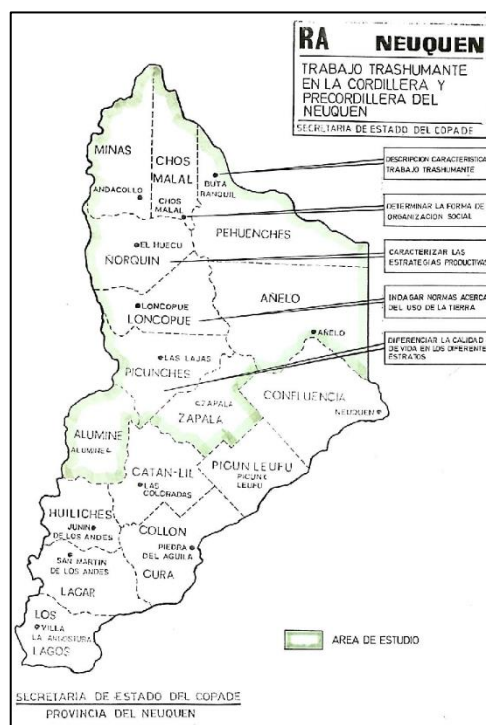 RA NEUQUEN
TRABAJO TRASHUMANTE
EN LA CORDILLERA Y
PRECORDILLERA DEL
NEUQUEN
SECRETARIA DE ESTADO DEL COPADE
MINAS
CHOS
MALAL
ANDACOLLO
CHOS
MALAL
BUTA
RANQUIL
DESCRIPCION CARACTERISTICA
TRABAJO TRASHUMANTE
DETERMINAR LA FORMA DE
ORGANIZACION SOCIAL
PEHUENCHES
EL HUECU
ÑORQUIN
CARACTERIZAR LAS
ESTRATEGIAS PRODUCTIVAS
LONCOPUE
LONCOPUE
AÑELO
INDAGAR NORMAS ACERCA
DEL USO DE LA TIERRA
AÑELO
DIFERENCIAR LA CALIDAD
DE VIDA EN LOS DIFERENTES
ESTRATOS
LAS LAJAS
PICUNCHES
ZAPALA
ZAPALA
CONFLUENCIA
NEUQUEN
ALUMINE
ALUMINE
CATAN-LIL
LAS
COLORADAS
PICUN LEUFU
PICUN
LEUFU
HUILICHES
JUNIN
DE LOS ANDES
COLLON
PIEDRA
DEL AGUILA
CURA
SAN MARTIN
DE LOS ANDES
LACAR
LOS
VILLA
LA ANGOSTURA
LAGOS
AREA DE ESTUDIO
SECRETARIA DE ESTADO DEL COPADE
PROVINCIA DEL NEUQUEN